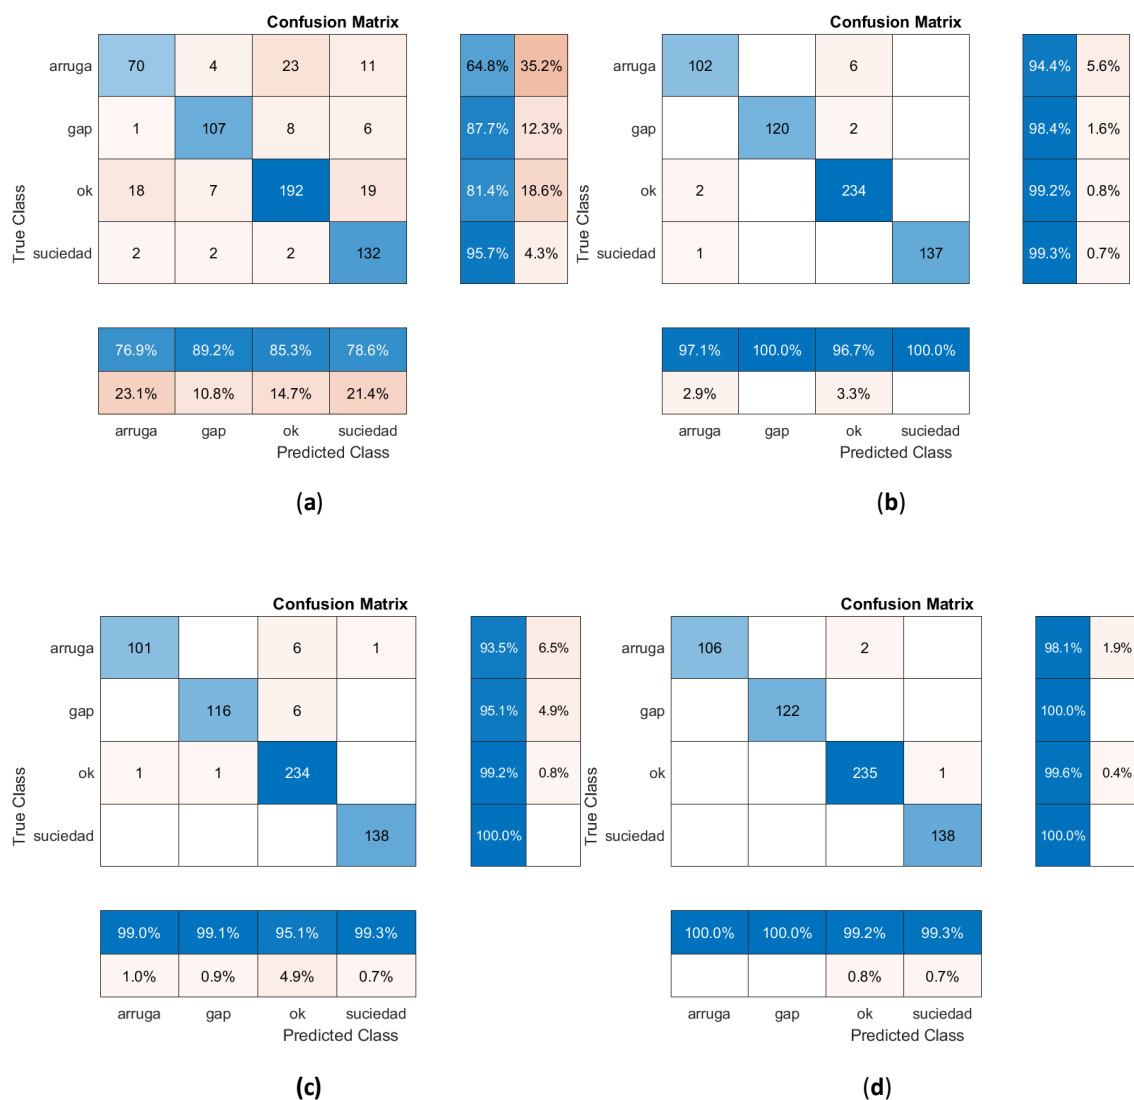 Confusion Matrix
arruga 70 4 23 11 64.8% 35.2%
gap 1 107 8 6 87.7% 12.3%
ok 18 7 192 19 81.4% 18.6%
suciedad 2 2 2 132 95.7% 4.3%
True Class
76.9% 89.2% 85.3% 78.6%
23.1% 10.8% 14.7% 21.4%
arruga gap ok suciedad
Predicted Class
(a)
Confusion Matrix
arruga 102 6 94.4% 5.6%
gap 120 2 98.4% 1.6%
ok 2 234 99.2% 0.8%
suciedad 1 137 99.3% 0.7%
True Class
97.1% 100.0% 96.7% 100.0%
2.9% 3.3%
arruga gap ok suciedad
Predicted Class
(b)
Confusion Matrix
arruga 101 6 1 93.5% 6.5%
gap 116 6 95.1% 4.9%
ok 1 1 234 99.2% 0.8%
suciedad 138 100.0%
True Class
99.0% 99.1% 95.1% 99.3%
1.0% 0.9% 4.9% 0.7%
arruga gap ok suciedad
Predicted Class
(c)
Confusion Matrix
arruga 106 2 98.1% 1.9%
gap 122 100.0%
ok 235 1 99.6% 0.4%
suciedad 138 100.0%
True Class
100.0% 100.0% 99.2% 99.3%
0.8% 0.7%
arruga gap ok suciedad
Predicted Class
(d)